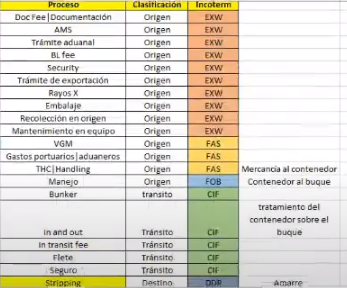 Proceso Clasificación Incoterm
Doc Fee|Documentación Origen EXW
AMS Origen EXW
Trámite aduanal Origen EXW
BL fee Origen EXW
Security Origen EXW
Trámite de exportación Origen EXW
Rayos X Origen EXW
Embalaje Origen EXW
Recolección en origen Origen EXW
Mantenimiento en equipo Origen EXW
VGM Origen FAS
Gastos portuarios|aduaneros Origen FAS
THC|Handling Origen FAS Mercancia al contenedor
Manejo Origen FOB Contenedor al buque
Bunker transito CIF
tratamiento del
contenedor sobre el
in and out Tránsito CIF buque
In transit fee Tránsito CIF
Flete Tránsito CIF
Seguro Tránsito CIF
Stripping Destino DDR Amarre